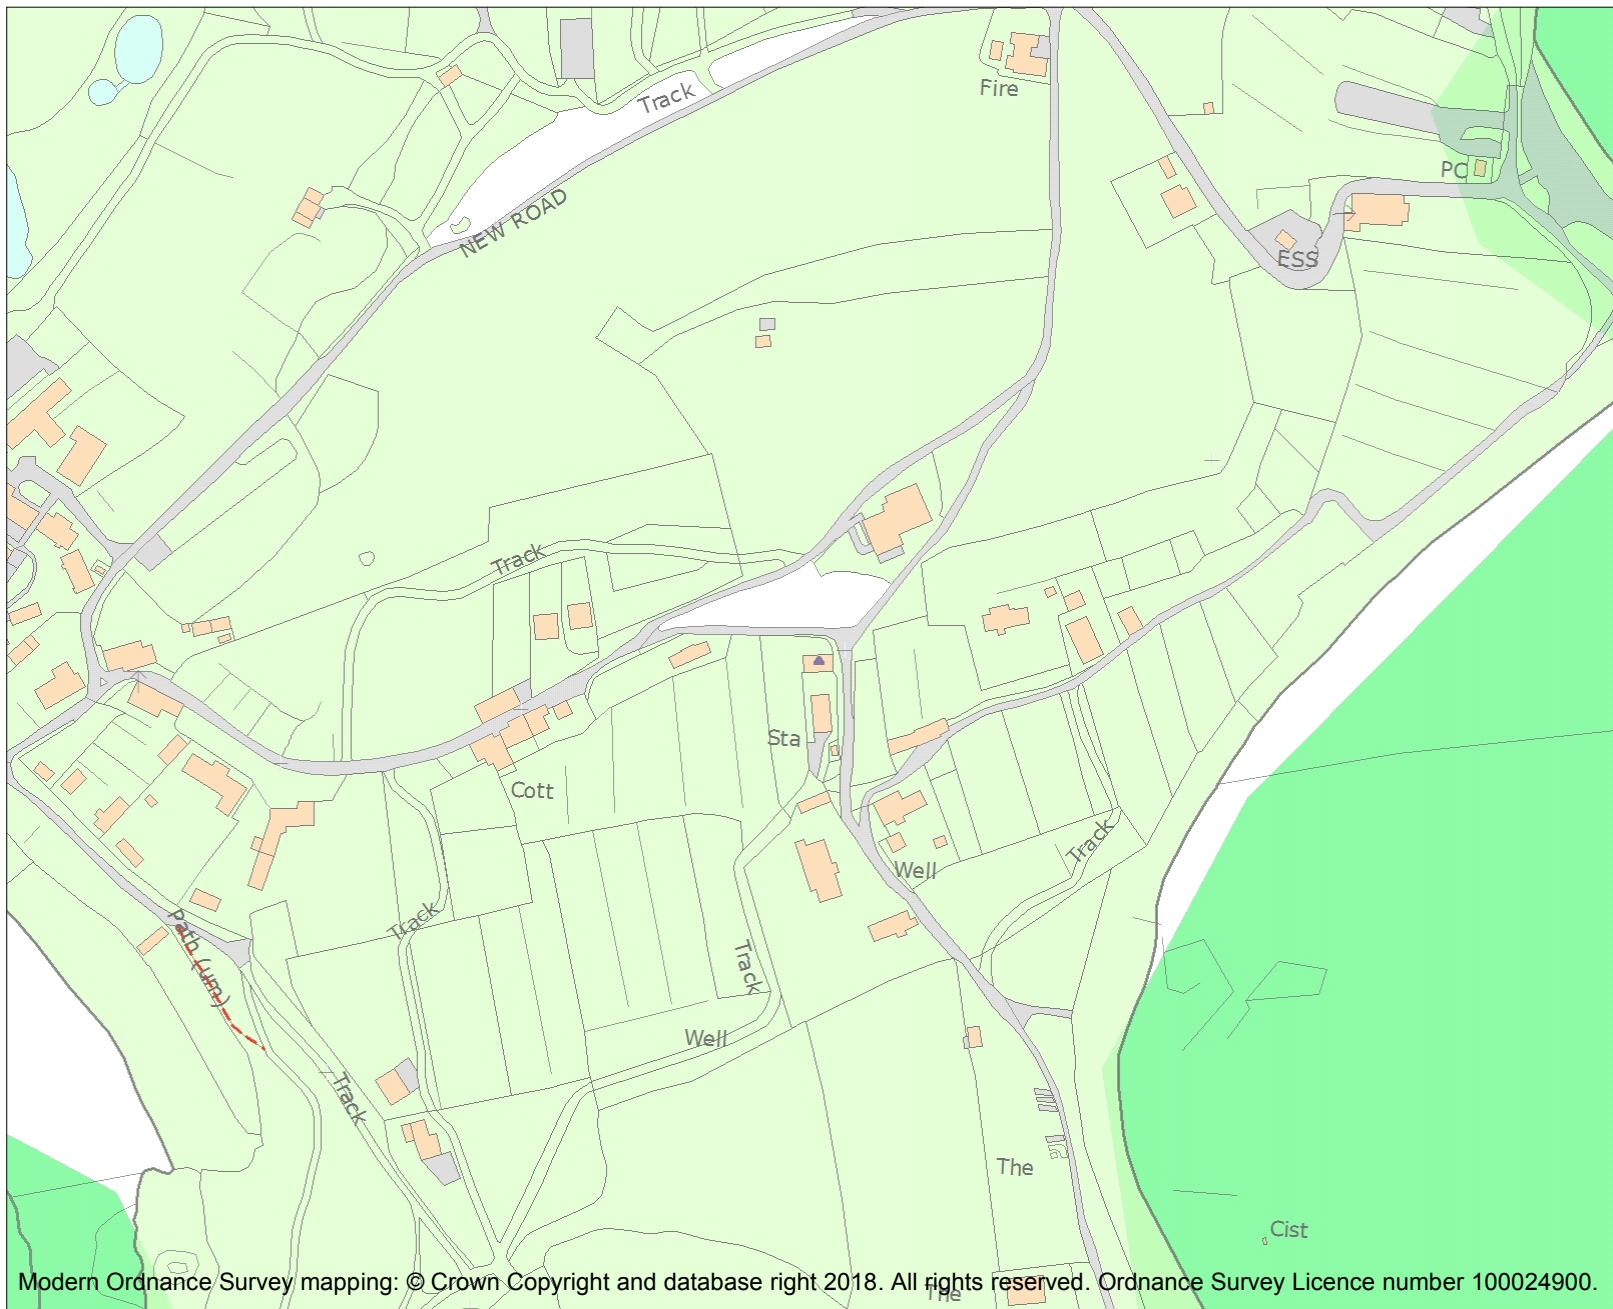 Track
Fire
PC
NEW ROAD
ESS
Track
Sta
Cott
Track
Well
Track
Path (um)
Track
Well
Track
The
Cist
The
Modern Ordnance Survey mapping: © Crown Copyright and database right 2018. All rights reserved. Ordnance Survey Licence number 100024900.